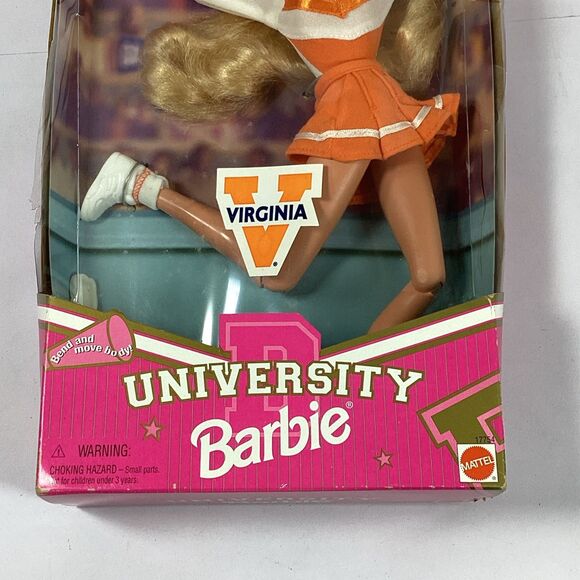 VIRGINIA
V
®
Bend and
move body!
B
UNIVERSITY
Barbie®
⚠ WARNING:
CHOKING HAZARD – Small parts.
for children under 3 years.
MATTEL
®